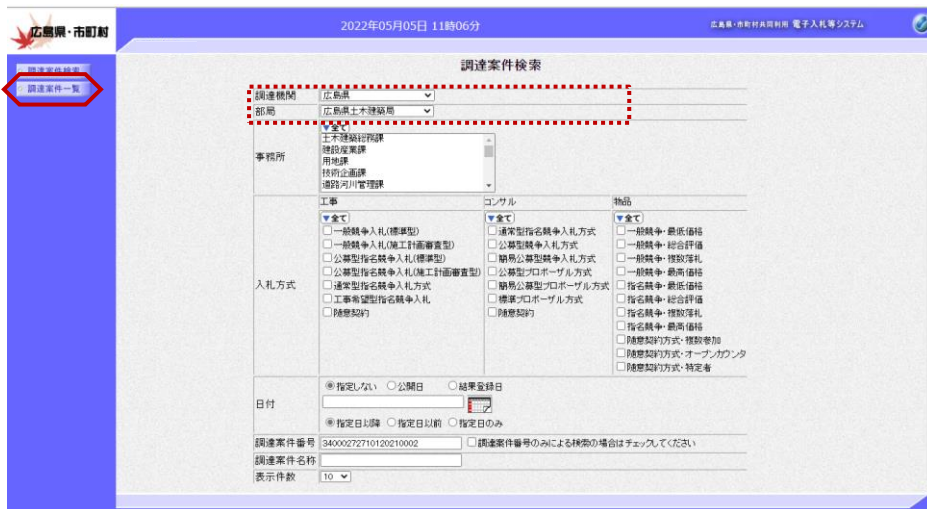 広島県・市町村
2022年05月05日 11時06分
広島県・市町村共同利用 電子入札等システム
調達案件検索
調達案件一覧
調達案件検索
調達機関 広島県
部局 広島県土木建築局
事務所
▼全て
土木建築総務課
建設産業課
用地課
技術企画課
道路河川管理課
入札方式
工事
▼全て
一般競争入札(標準型)
一般競争入札(施工計画審査型)
公募型指名競争入札(標準型)
公募型指名競争入札(施工計画審査型)
通常型指名競争入札方式
工事希望型指名競争入札
随意契約
コンサル
▼全て
通常型指名競争入札方式
公募型競争入札方式
簡易公募型競争入札方式
公募型プロポーザル方式
簡易公募型プロポーザル方式
標準プロポーザル方式
随意契約
物品
▼全て
一般競争・最低価格
一般競争・総合評価
一般競争・複数落札
一般競争・最高価格
指名競争・最低価格
指名競争・総合評価
指名競争・複数落札
指名競争・最高価格
随意契約方式・複数参加
随意契約方式・オープンカウンタ
随意契約方式・特定者
日付
指定しない 公開日 結果登録日
指定日以降 指定日以前 指定日のみ
調達案件番号 34000272710120210002 調達案件番号のみによる検索の場合はチェックしてください
調達案件名称
表示件数 10